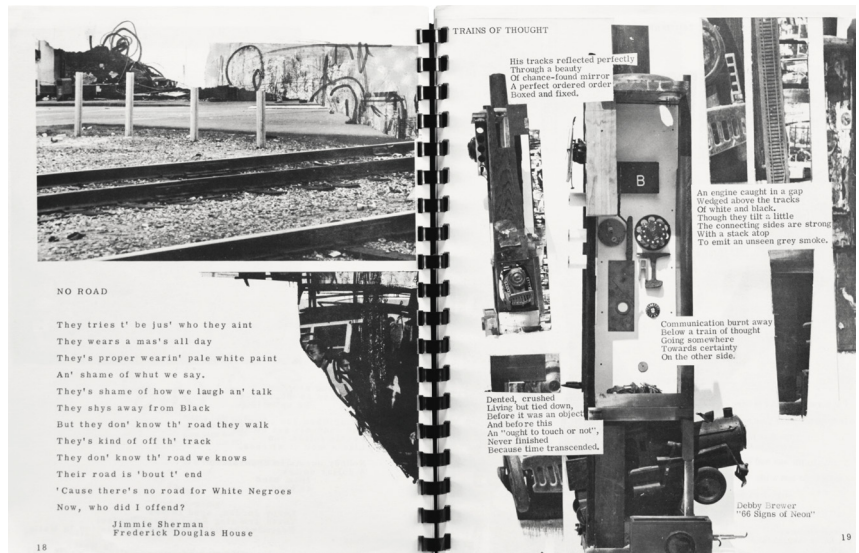 NO ROAD
They tries t' be jus' who they aint
They wears a mas's all day
They's proper wearin' pale white paint
An' shame of whut we say.
They's shame of how we laugh an' talk
They shys away from Black
But they don' know th' road they walk
They's kind of off th' track
They don' know th' road we knows
Their road is 'bout t' end
'Cause there's no road for White Negroes
Now, who did I offend?
Jimmie Sherman
Frederick Douglas House
18
TRAINS OF THOUGHT
His tracks reflected perfectly
Through a beauty
Of chance-found mirror
A perfect ordered order
Boxed and fixed.
B
An engine caught in a gap
Wedged above the tracks
Of white and black.
Though they tilt a little
The connecting sides are strong
With a stack atop
To emit an unseen grey smoke.
Communication burot away
Below a train of thought
Going somewhere
Towards certainty
On the other side.
Dented, crushed
Living but tied down,
Before it was an object
And before this
An "ought to touch or not",
Never finished
Because time transcended.
Debby Brewer
"66 Signs of Neon"
19